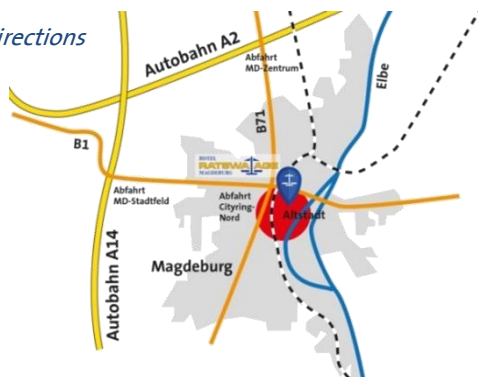 irections
Autobahn A2
Abfahrt
MD-Zentrum
Elbe
B71
B1
HOTEL
RATSWAAGE
MAGDEBURG
Abfahrt
MD-Stadtfeld
Abfahrt
Cityring-
Nord
Altstadt
Magdeburg
Autobahn A14